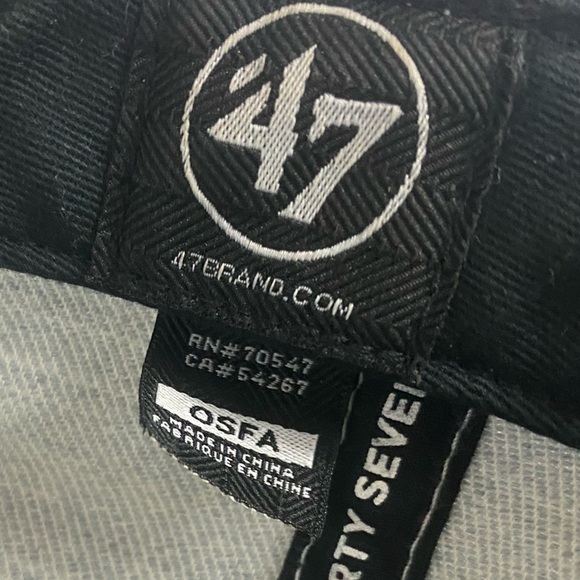 '47
47BRAND.COM
RN# 70547
CA# 54267
OSFA
MADE IN CHINA
FABRIQUE EN CHINE
RTY SEVE